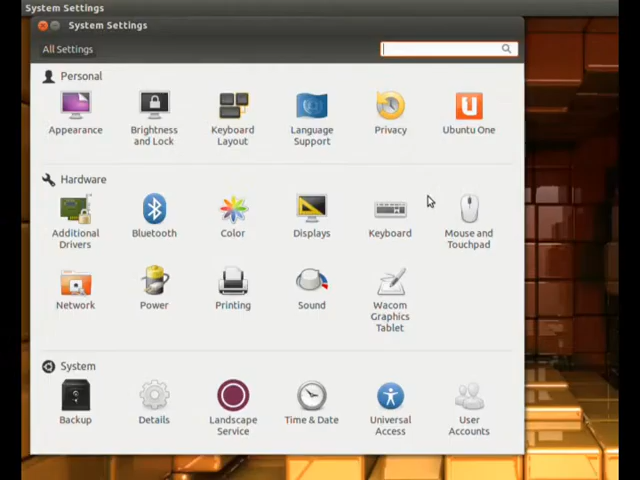 System Settings
System Settings
All Settings
Personal
Appearance
Brightness and Lock
Keyboard Layout
Language Support
Privacy
Ubuntu One
Hardware
Additional Drivers
Bluetooth
Color
Displays
Keyboard
Mouse and Touchpad
Network
Power
Printing
Sound
Wacom Graphics Tablet
System
Backup
Details
Landscape Service
Time & Date
Universal Access
User Accounts